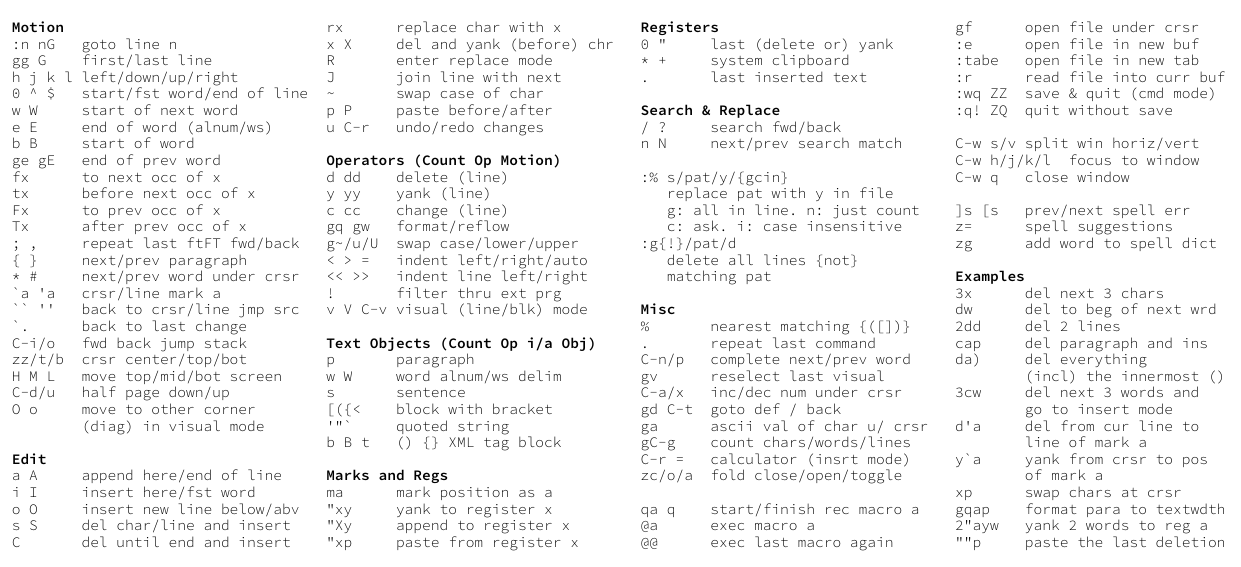 Motion
:n nG goto line n
gg G first/last line
h j k l left/down/up/right
0 ^ $ start/fst word/end of line
w W start of next word
e E end of word (alnum/ws)
b B start of word
ge gE end of prev word
fx to next occ of x
tx before next occ of x
Fx to prev occ of x
Tx after prev occ of x
; , repeat last ftFT fwd/back
{ } next/prev paragraph
* # next/prev word under crsr
`a 'a crsr/line mark a
`` '' back to crsr/line jmp src
`. back to last change
C-i/o fwd back jump stack
zz/t/b crsr center/top/bot
H M L move top/mid/bot screen
C-d/u half page down/up
O o move to other corner
(diag) in visual mode
Edit
a A append here/end of line
i I insert here/fst word
o O insert new line below/abv
s S del char/line and insert
C del until end and insert
rx replace char with x
x X del and yank (before) chr
R enter replace mode
J join line with next
~ swap case of char
p P paste before/after
u C-r undo/redo changes
Operators (Count Op Motion)
d dd delete (line)
y yy yank (line)
c cc change (line)
gq gw format/reflow
g~/u/U swap case/lower/upper
< > = indent left/right/auto
<< >> indent line left/right
! filter thru ext prg
v V C-v visual (line/blk) mode
Text Objects (Count Op i/a Obj)
p paragraph
w W word alnum/ws delim
s sentence
[({< block with bracket
'"` quoted string
b B t () {} XML tag block
Marks and Regs
ma mark position as a
"xy yank to register x
"Xy append to register x
"xp paste from register x
Registers
0 " last (delete or) yank
* + system clipboard
. last inserted text
Search & Replace
/ ? search fwd/back
n N next/prev search match
:% s/pat/y/{gcin}
replace pat with y in file
g: all in line. n: just count
c: ask. i: case insensitive
:g{!}/pat/d
delete all lines {not}
matching pat
Misc
% nearest matching {([])}
. repeat last command
C-n/p complete next/prev word
gv reselect last visual
C-a/x inc/dec num under crsr
gd C-t goto def / back
ga ascii val of char u/ crsr
gC-g count chars/words/lines
C-r = calculator (insrt mode)
zc/o/a fold close/open/toggle
qa q start/finish rec macro a
@a exec macro a
@@ exec last macro again
gf open file under crsr
:e open file in new buf
:tabe open file in new tab
:r read file into curr buf
:wq ZZ save & quit (cmd mode)
:q! ZQ quit without save
C-w s/v split win horiz/vert
C-w h/j/k/l focus to window
C-w q close window
]s [s prev/next spell err
z= spell suggestions
zg add word to spell dict
Examples
3x del next 3 chars
dw del to beg of next wrd
2dd del 2 lines
cap del paragraph and ins
da) del everything
(incl) the innermost ()
3cw del next 3 words and
go to insert mode
d'a del from cur line to
line of mark a
y`a yank from crsr to pos
of mark a
xp swap chars at crsr
gqap format para to textwdth
2"ayw yank 2 words to reg a
""p paste the last deletion